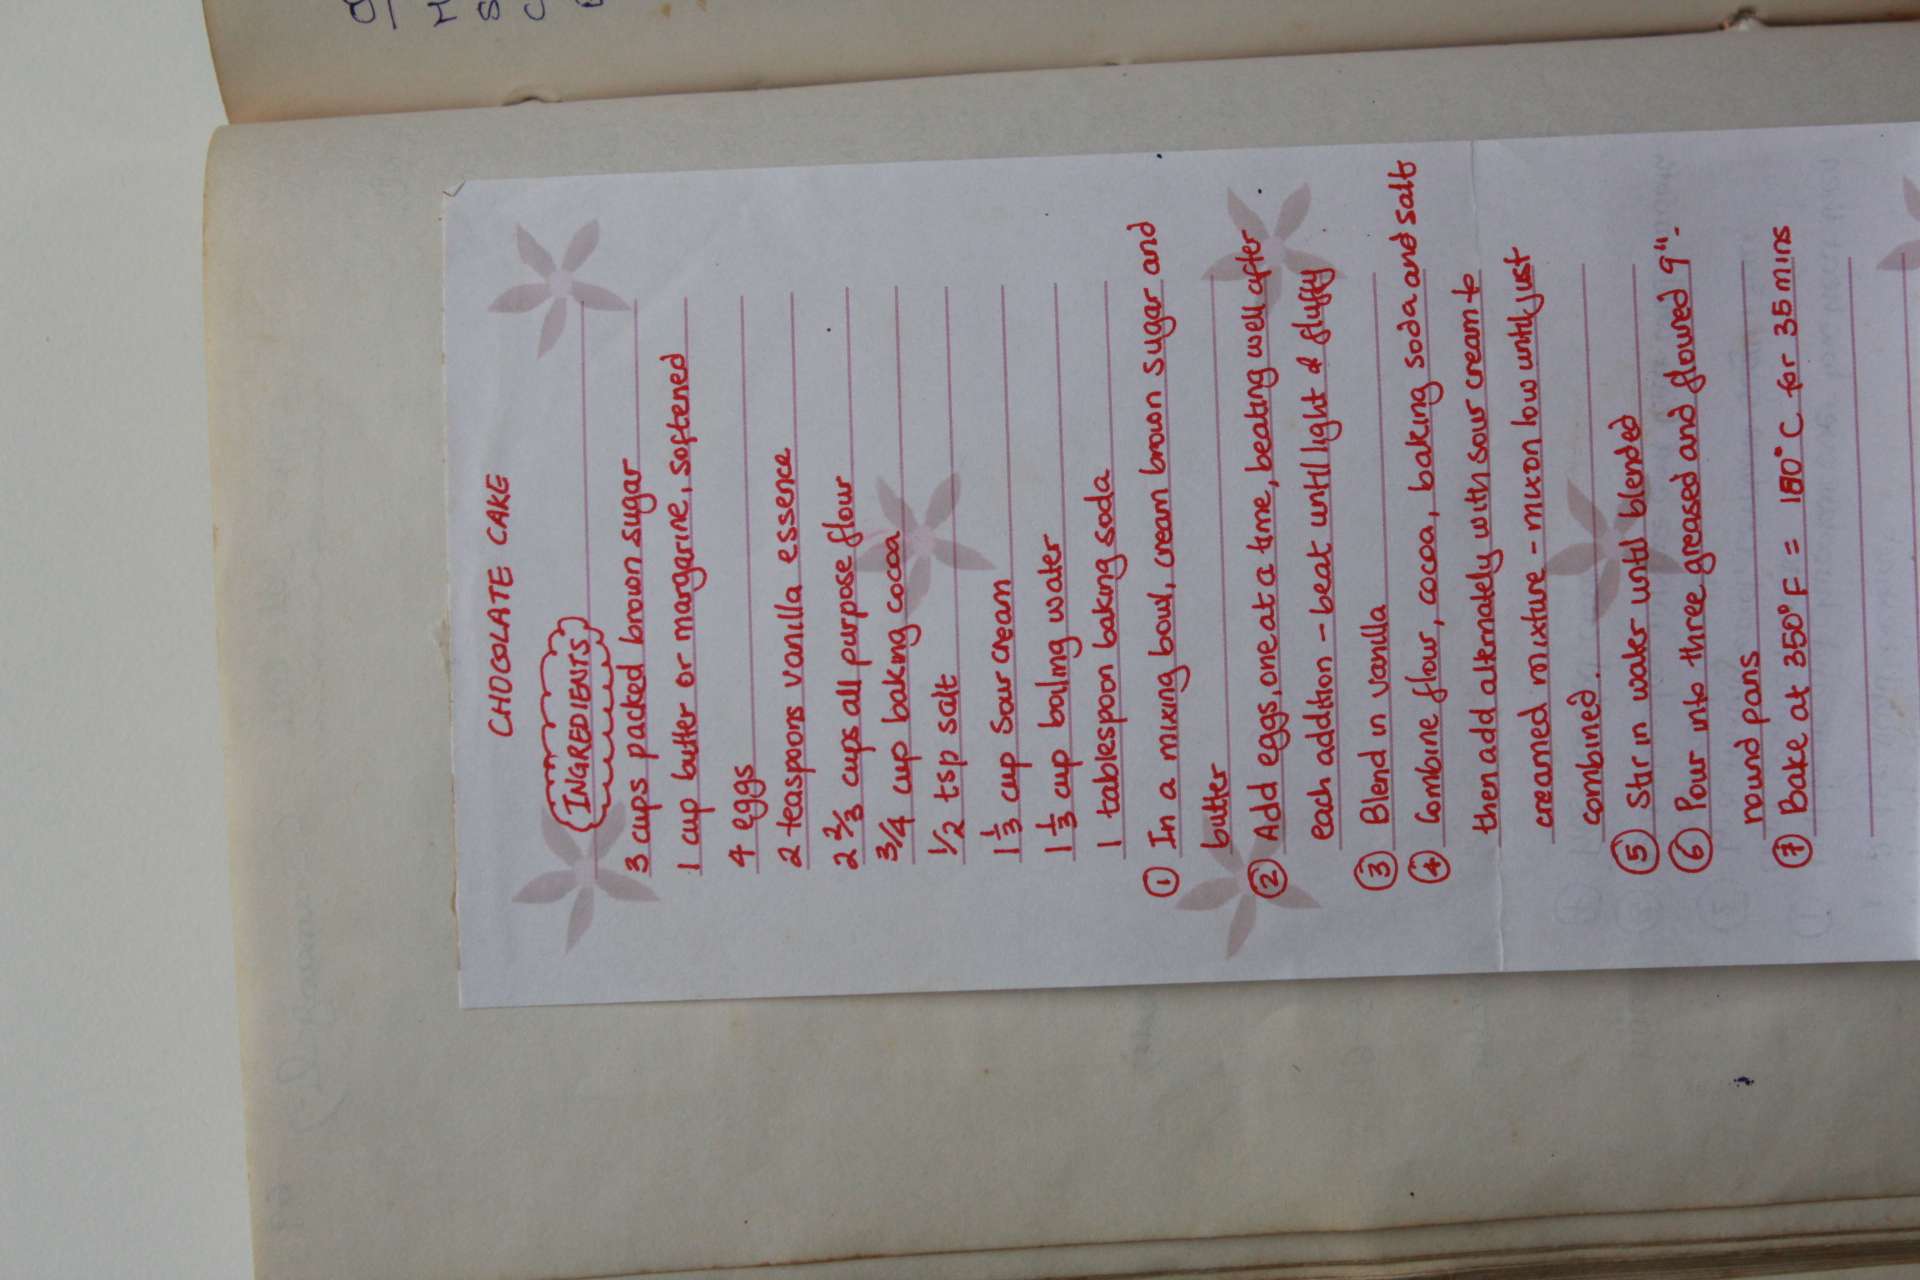 CHOCOLATE CAKE
INGREDIENTS
3 cups packed brown sugar
1 cup butter or margarine, softened
4 eggs
2 teaspoons vanilla essence
2 2/3 cups all purpose flour
3/4 cup baking cocoa
1/2 tsp salt
1 1/3 cup sour cream
1 1/3 cup boiling water
1 tablespoon baking soda
① In a mixing bowl, cream brown sugar and
butter
② Add eggs, one at a time, beating well after
each addition - beat until light & fluffy
③ Blend in vanilla
④ Combine flour, cocoa, baking soda and salt
then add alternately with sour cream to
creamed mixture - mix on low until just
combined.
⑤ Stir in water until blended
⑥ Pour into three greased and floured 9"-
round pans
⑦ Bake at 350°F = 180°C for 35 mins